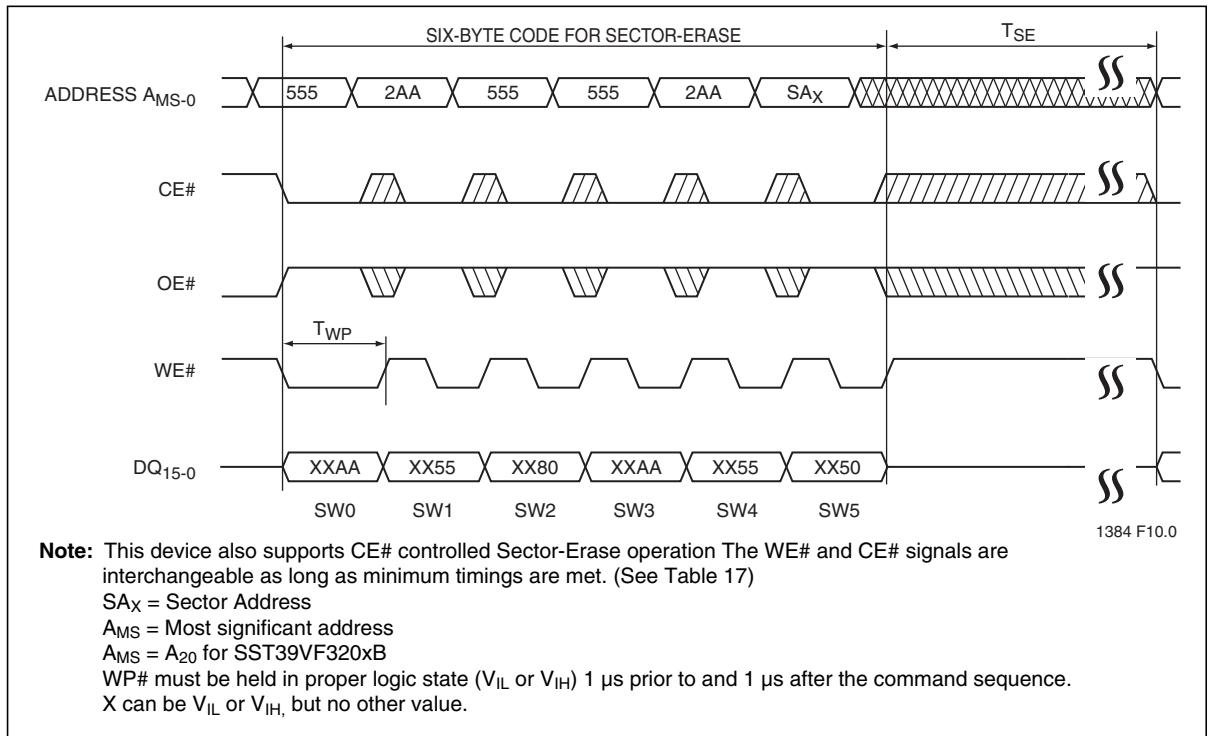 SIX-BYTE CODE FOR SECTOR-ERASE
TSE
ADDRESS AMS-0
555 2AA 555 555 2AA SAX
CE#
OE#
TWP
WE#
DQ15-0
XXAA XX55 XX80 XXAA XX55 XX50
SW0 SW1 SW2 SW3 SW4 SW5
1384 F10.0
Note: This device also supports CE# controlled Sector-Erase operation The WE# and CE# signals are
interchangeable as long as minimum timings are met. (See Table 17)
SAX = Sector Address
AMS = Most significant address
AMS = A20 for SST39VF320xB
WP# must be held in proper logic state (VIL or VIH) 1 µs prior to and 1 µs after the command sequence.
X can be VIL or VIH, but no other value.